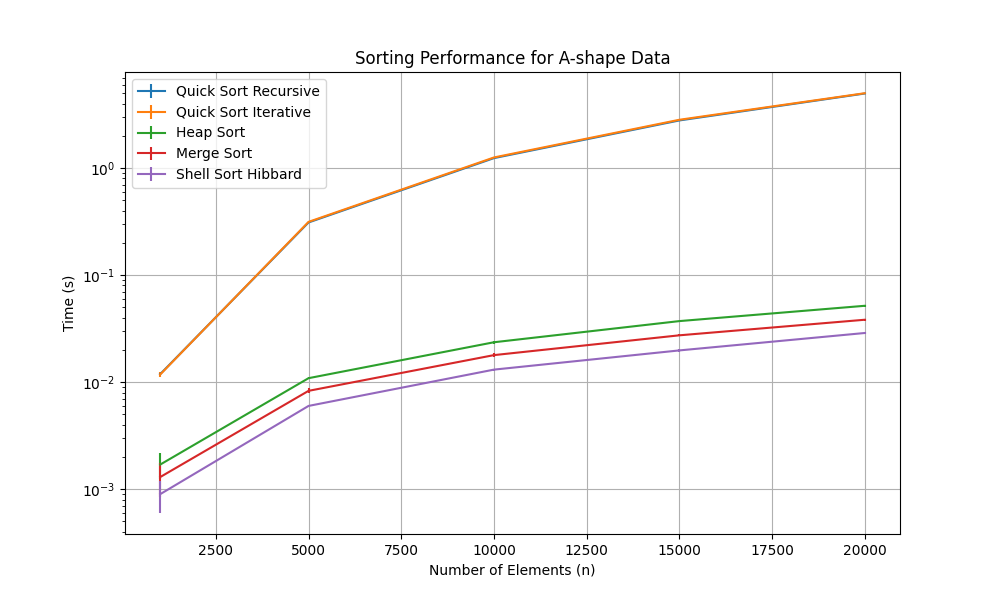 Sorting Performance for A-shape Data
Quick Sort Recursive
Quick Sort Iterative
Heap Sort
Merge Sort
Shell Sort Hibbard
Time (s)
10⁰
10⁻¹
10⁻²
10⁻³
2500 5000 7500 10000 12500 15000 17500 20000
Number of Elements (n)